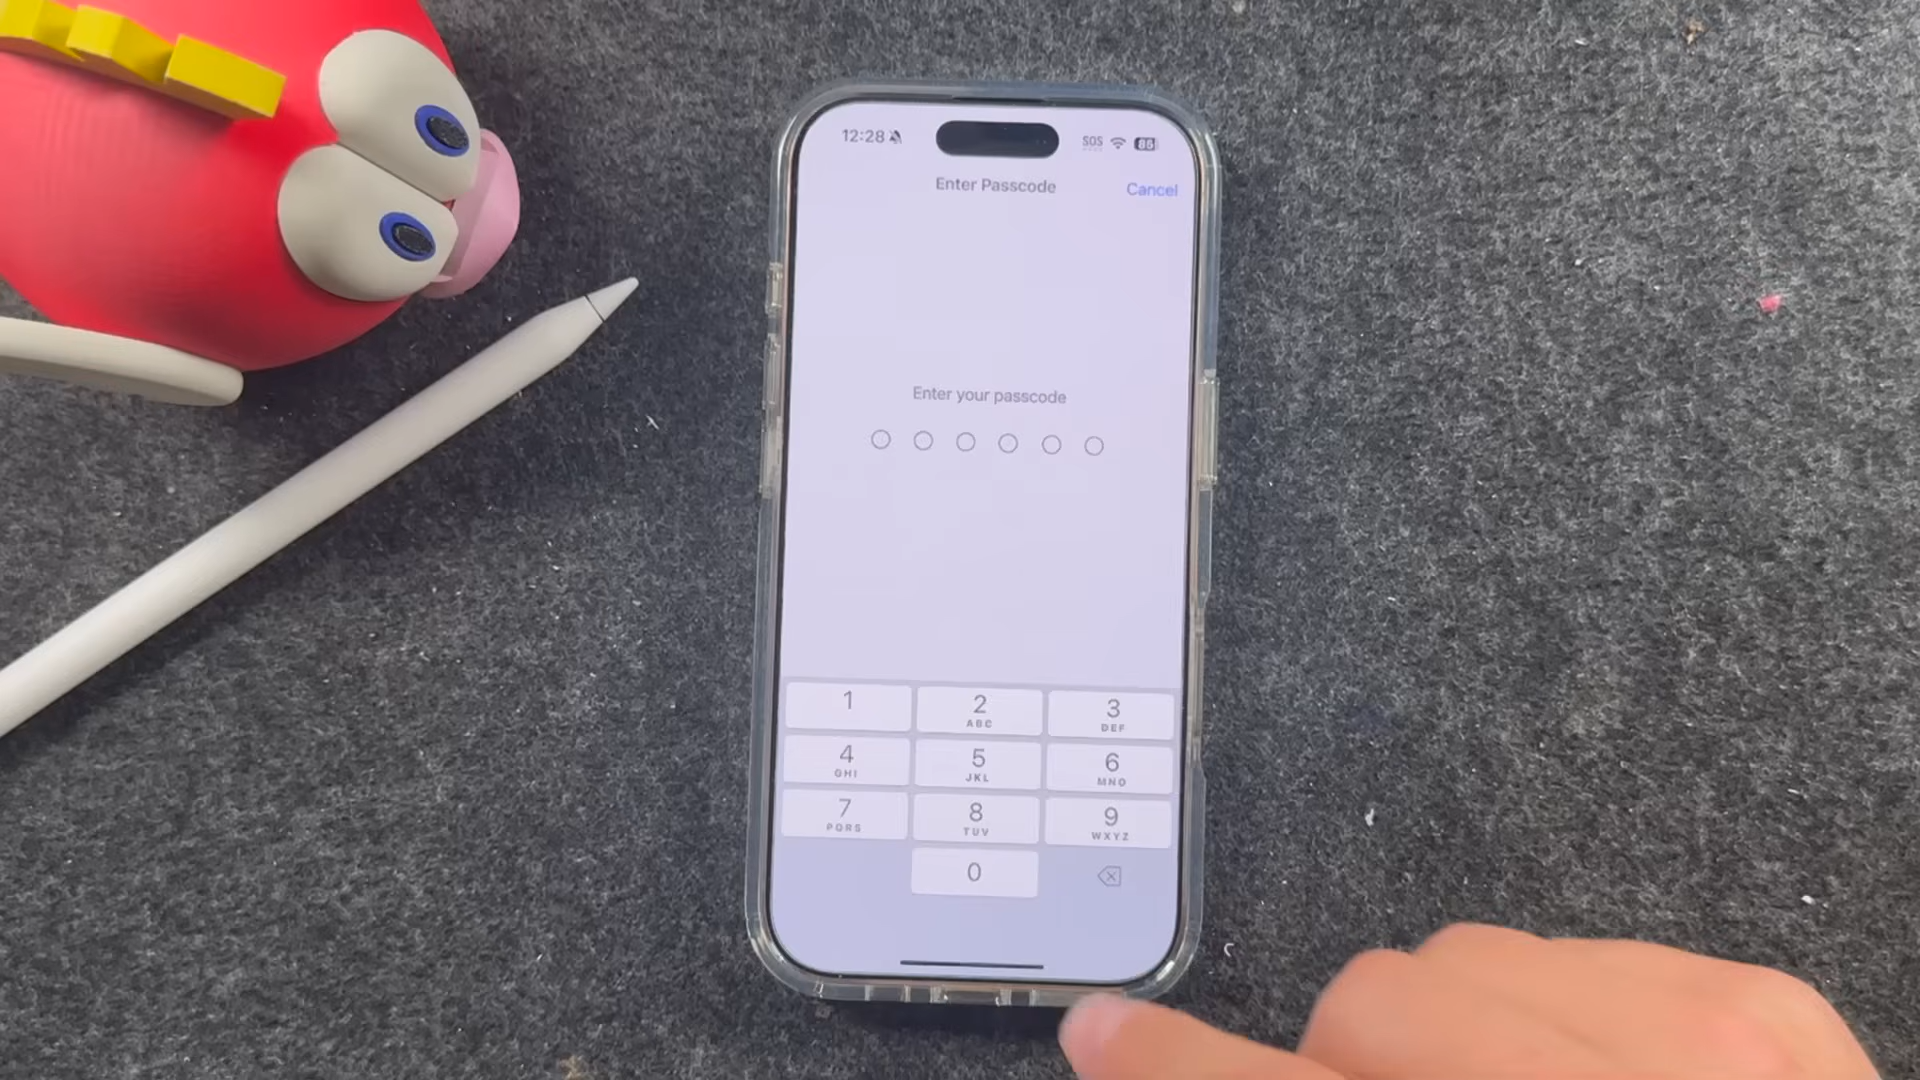 12:28 SOS 86
Enter Passcode Cancel
Enter your passcode
1 2 3
ABC DEF
4 5 6
GHI JKL MNO
7 8 9
PQRS TUV WXYZ
0